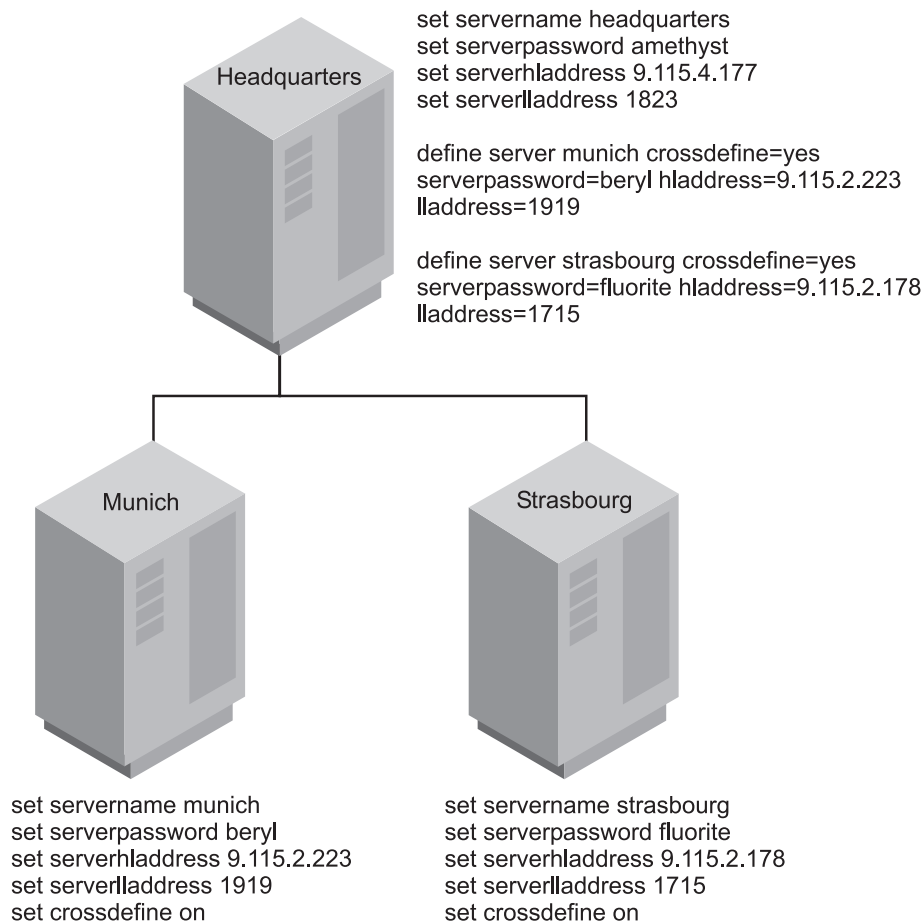 Headquarters
set servername headquarters
set serverpassword amethyst
set serverhladdress 9.115.4.177
set serverlladdress 1823
define server munich crossdefine=yes
serverpassword=beryl hladdress=9.115.2.223
lladdress=1919
define server strasbourg crossdefine=yes
serverpassword=fluorite hladdress=9.115.2.178
lladdress=1715
Munich
set servername munich
set serverpassword beryl
set serverhladdress 9.115.2.223
set serverlladdress 1919
set crossdefine on
Strasbourg
set servername strasbourg
set serverpassword fluorite
set serverhladdress 9.115.2.178
set serverlladdress 1715
set crossdefine on